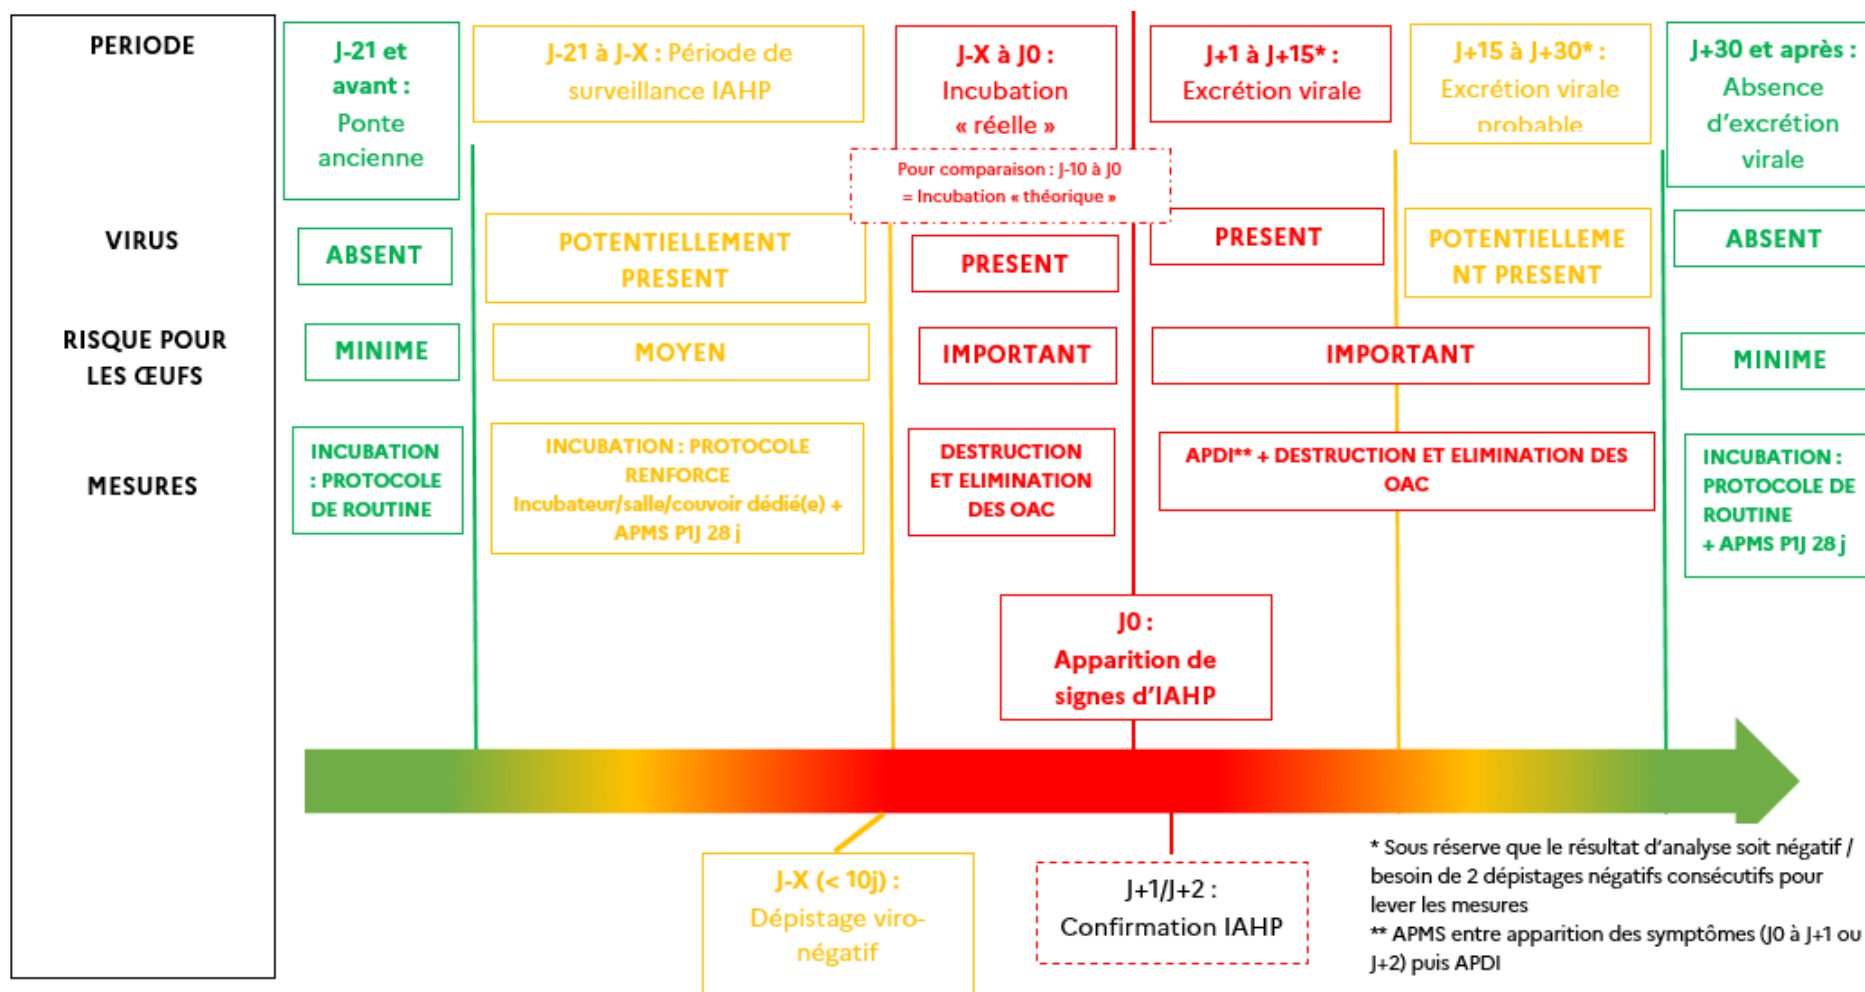 PERIODE
J-21 et
avant :
Ponte
ancienne
J-21 à J-X : Période de
surveillance IAHP
J-X à J0 :
Incubation
« réelle »
J+1 à J+15* :
Excrétion virale
J+15 à J+30* :
Excrétion virale
probable
J+30 et après :
Absence
d’excrétion
virale
Pour comparaison : J-10 à J0
= Incubation « théorique »
VIRUS
ABSENT
POTENTIELLEMENT
PRESENT
PRESENT
PRESENT
POTENTIELLEME
NT PRESENT
ABSENT
RISQUE POUR
LES ŒUFS
MINIME
MOYEN
IMPORTANT
IMPORTANT
MINIME
MESURES
INCUBATION
: PROTOCOLE
DE ROUTINE
INCUBATION : PROTOCOLE
RENFORCE
Incubateur/salle/couvoir dédié(e) +
APMS P1J 28 j
DESTRUCTION
ET ELIMINATION
DES OAC
APDI** + DESTRUCTION ET ELIMINATION DES
OAC
INCUBATION :
PROTOCOLE DE
ROUTINE
+ APMS P1J 28 j
J0 :
Apparition de
signes d’IAHP
J-X (< 10j) :
Dépistage viro-
négatif
J+1/J+2 :
Confirmation IAHP
* Sous réserve que le résultat d’analyse soit négatif /
besoin de 2 dépistages négatifs consécutifs pour
lever les mesures
** APMS entre apparition des symptômes (J0 à J+1 ou
J+2) puis APDI